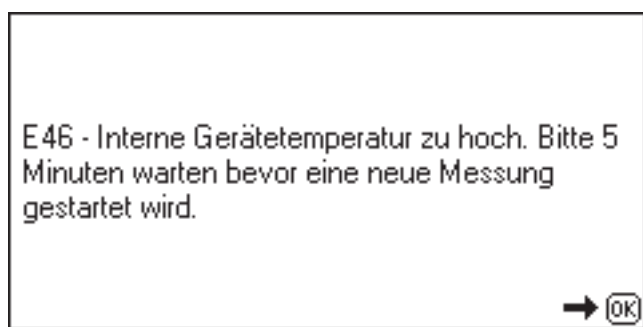 E46 - Interne Gerätetemperatur zu hoch. Bitte 5
Minuten warten bevor eine neue Messung
gestartet wird.
➡ OK